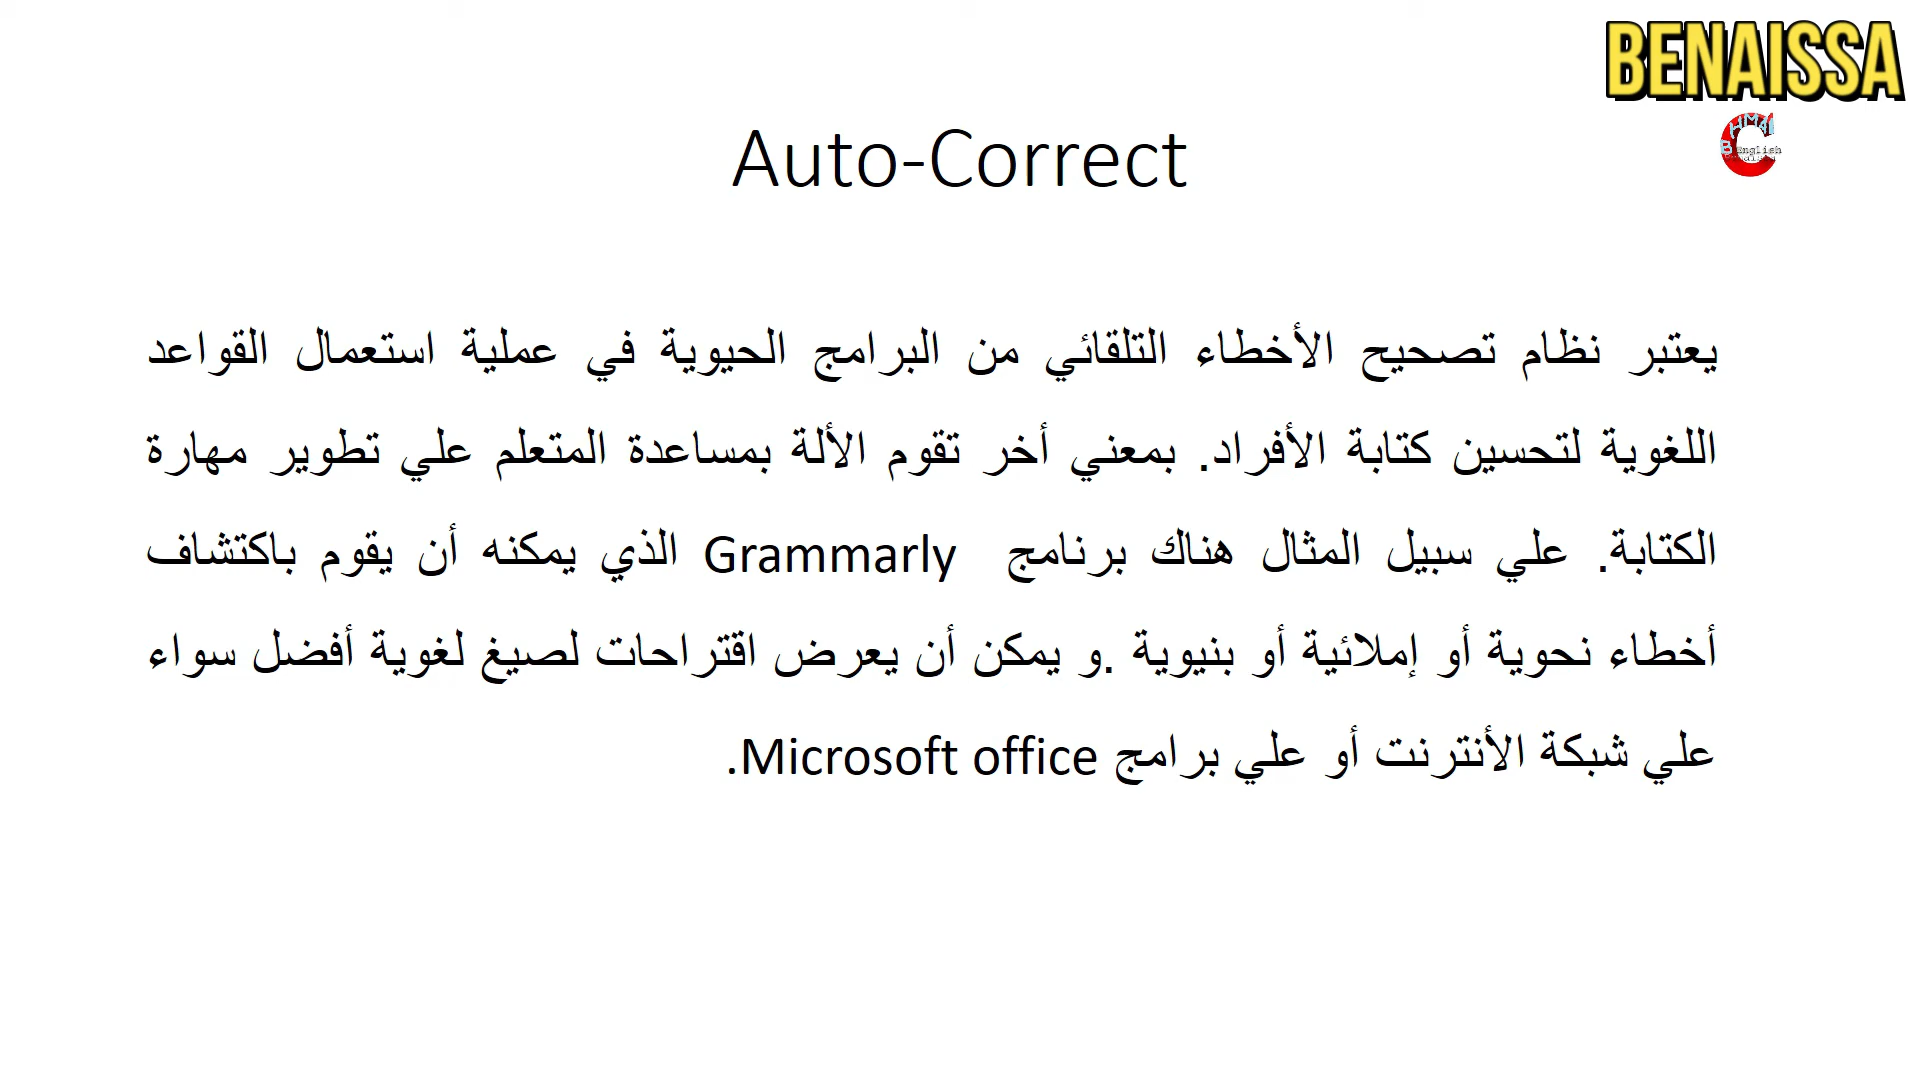 BENAISSA
Auto-Correct
يعتبر نظام تصحيح الأخطاء التلقائي من البرامج الحيوية في عملية استعمال القواعد
اللغوية لتحسين كتابة الأفراد. بمعني أخر تقوم الألة بمساعدة المتعلم علي تطوير مهارة
الكتابة. علي سبيل المثال هناك برنامج Grammarly الذي يمكنه أن يقوم باكتشاف
أخطاء نحوية أو إملائية أو بنيوية .و يمكن أن يعرض اقتراحات لصيغ لغوية أفضل سواء
علي شبكة الأنترنت أو علي برامج Microsoft office.
English